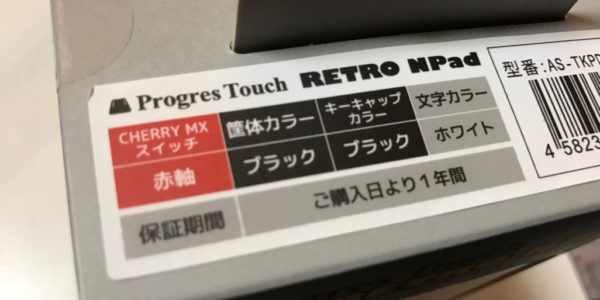 Progres Touch RETRO NPad
型番:AS-TKPD
CHERRY MX
スイッチ
筐体カラー
キーキャップ
カラー
文字カラー
赤軸
ブラック
ブラック
ホワイト
保証期間
ご購入日より1年間
4 5823